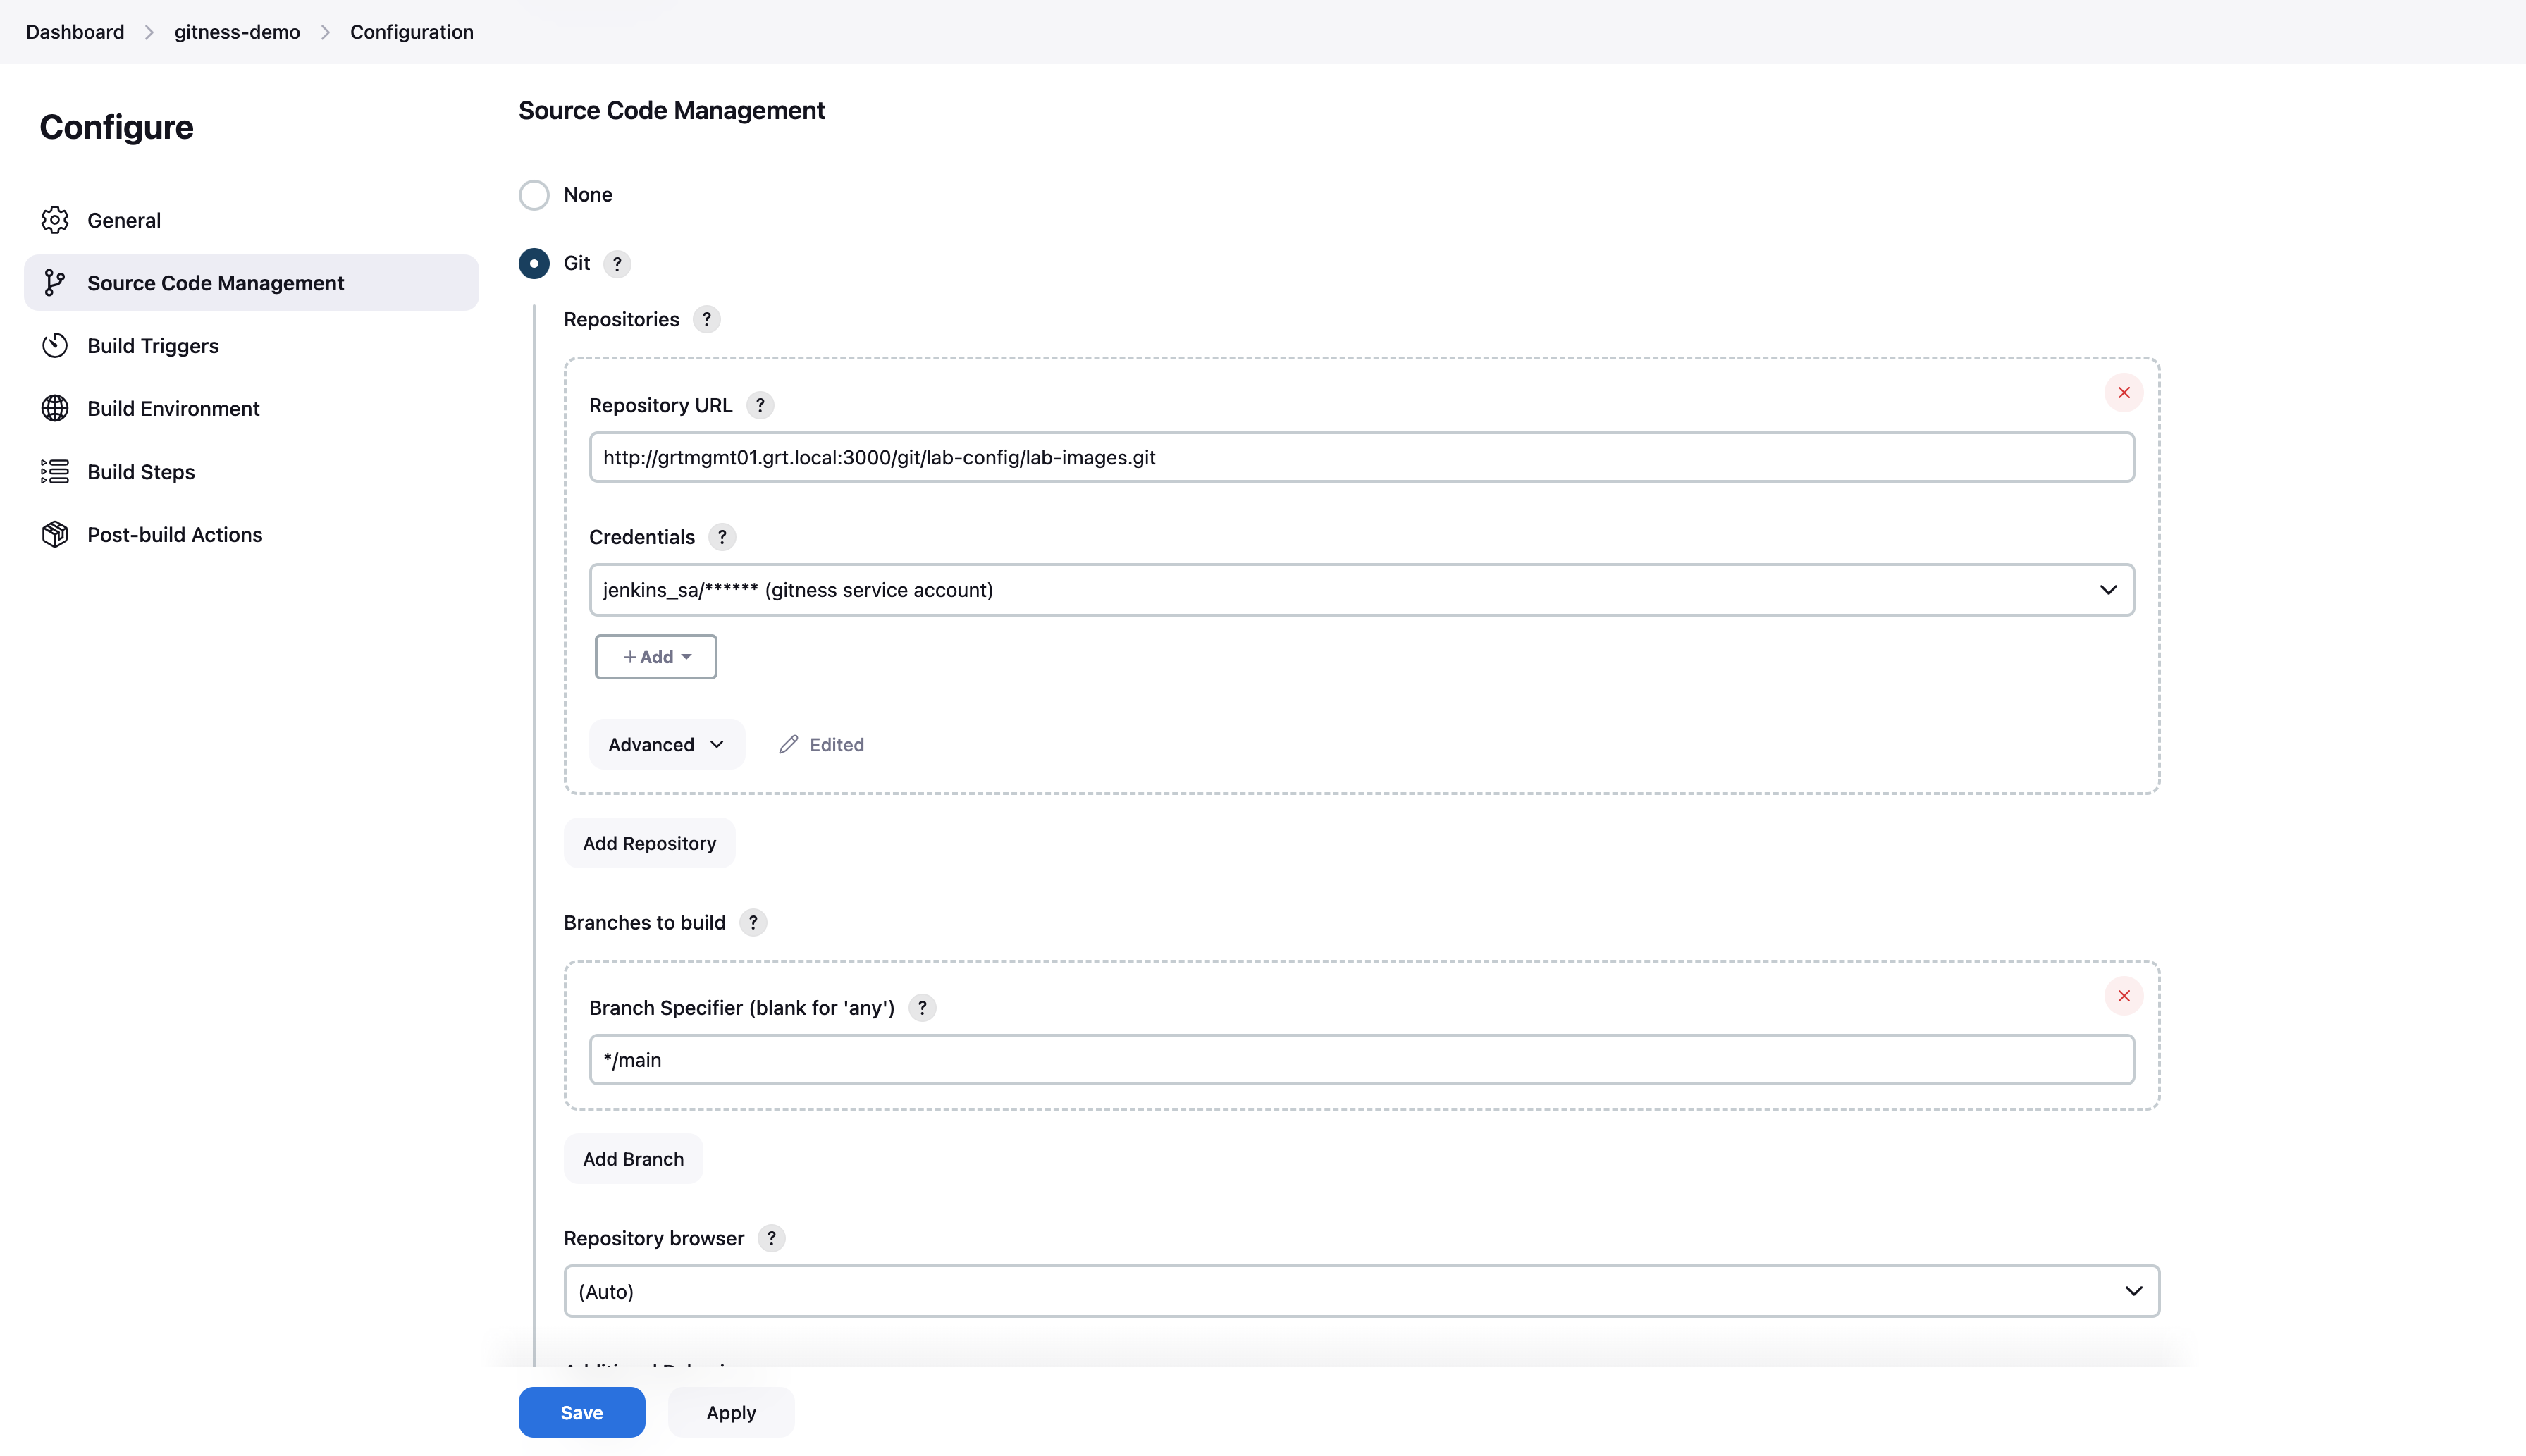 Dashboard > gitness-demo > Configuration
Configure
General
Source Code Management
Build Triggers
Build Environment
Build Steps
Post-build Actions
Source Code Management
None
Git ?
Repositories ?
Repository URL ?
http://grtmgmt01.grt.local:3000/git/lab-config/lab-images.git
Credentials ?
jenkins_sa/****** (gitness service account)
+ Add
Advanced
Edited
Add Repository
Branches to build ?
Branch Specifier (blank for 'any') ?
*/main
Add Branch
Repository browser ?
(Auto)
Save
Apply